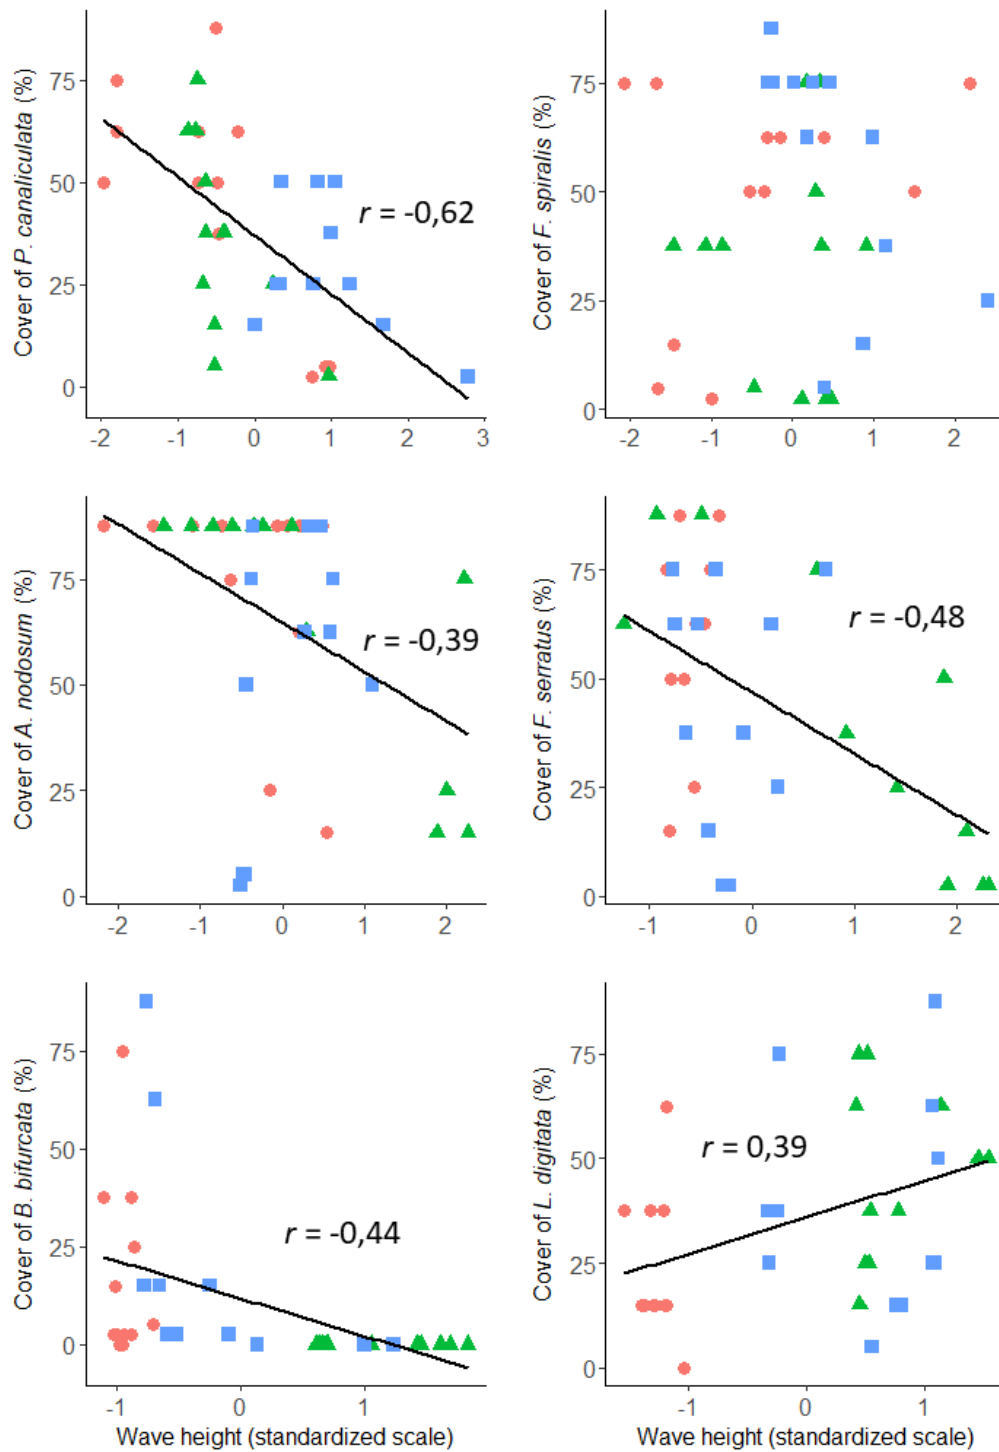 Cover of P. canaliculata (%)
75
50
25
0
r = -0,62
-2 -1 0 1 2 3
Cover of F. spiralis (%)
75
50
25
0
-2 -1 0 1 2
Cover of A. nodosum (%)
75
50
25
0
r = -0,39
-2 -1 0 1 2
Cover of F. serratus (%)
75
50
25
0
r = -0,48
-1 0 1 2
Cover of B. bifurcata (%)
75
50
25
0
r = -0,44
-1 0 1
Wave height (standardized scale)
Cover of L. digitata (%)
75
50
25
0
r = 0,39
-1 0 1
Wave height (standardized scale)